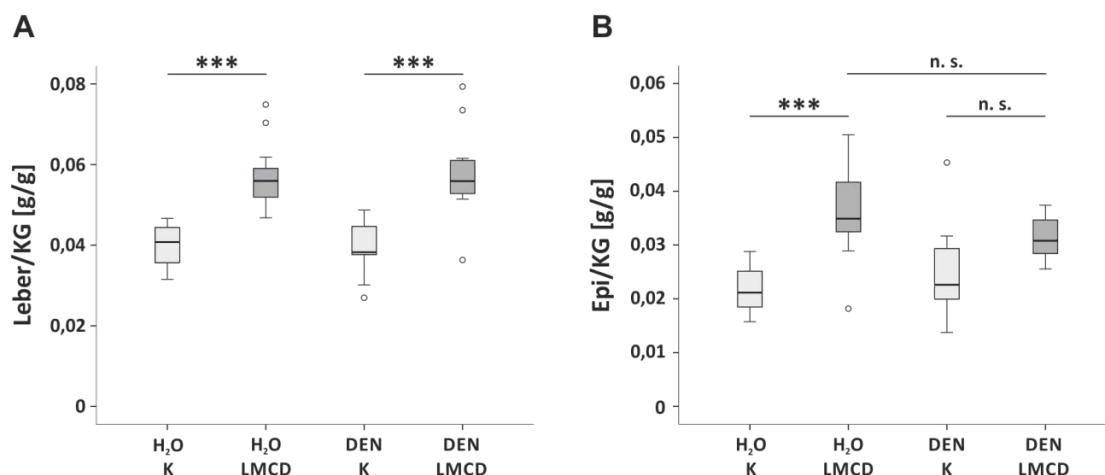 A
Leber/KG [g/g]
0,08
0,06
0,04
0,02
0
***
***
H₂O
K
H₂O
LMCD
DEN
K
DEN
LMCD
B
Epi/KG [g/g]
0,06
0,05
0,04
0,03
0,02
0,01
0
n. s.
***
n. s.
H₂O
K
H₂O
LMCD
DEN
K
DEN
LMCD